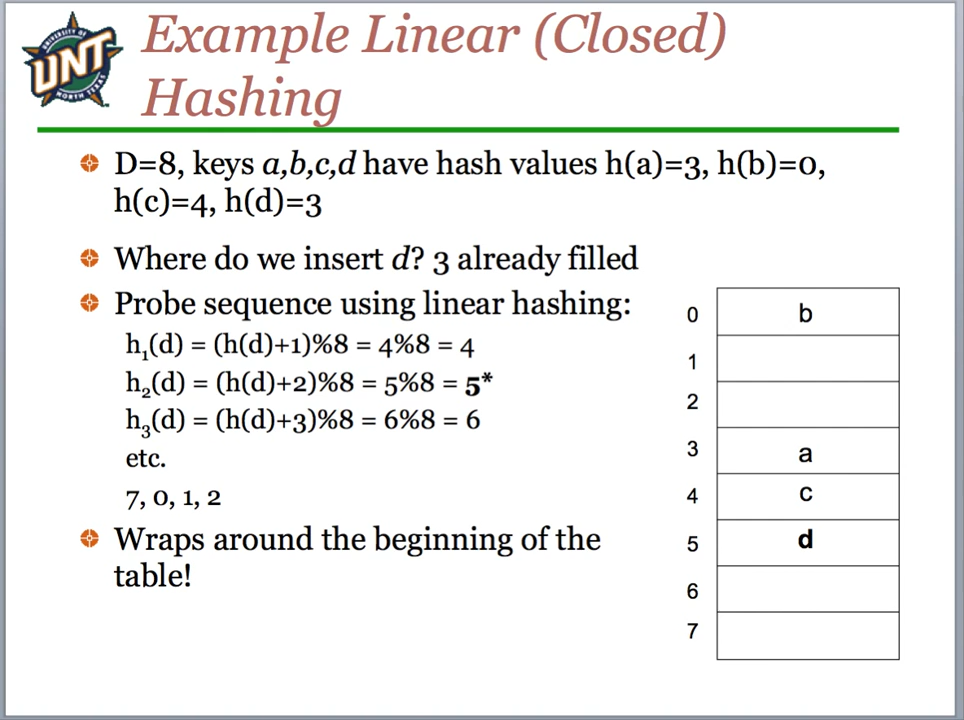 UNIVERSITY OF
UNT
NORTH TEXAS
Example Linear (Closed)
Hashing
D=8, keys a,b,c,d have hash values h(a)=3, h(b)=0,
h(c)=4, h(d)=3
Where do we insert d? 3 already filled
Probe sequence using linear hashing:
h₁(d) = (h(d)+1)%8 = 4%8 = 4
h₂(d) = (h(d)+2)%8 = 5%8 = 5*
h₃(d) = (h(d)+3)%8 = 6%8 = 6
etc.
7, 0, 1, 2
Wraps around the beginning of the
table!
0 b
1
2
3 a
4 c
5 d
6
7